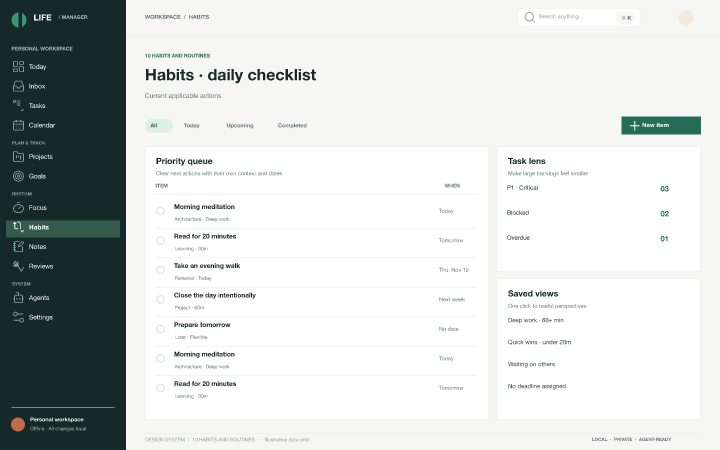 LIFE / MANAGER
PERSONAL WORKSPACE
Today
Inbox
Tasks
Calendar
PLAN & TRACK
Projects
Goals
RHYTHM
Focus
Habits
Notes
Reviews
SYSTEM
Agents
Settings
Personal workspace
Offline · All changes local
WORKSPACE / HABITS
Search anything...
⌘ K
10 HABITS AND ROUTINES
Habits · daily checklist
Current applicable actions
All Today Upcoming Completed
New item
Priority queue
Clear next actions with their own context and dates
ITEM WHEN
Morning meditation
Architecture · Deep work
Today
Read for 20 minutes
Learning · 30m
Tomorrow
Take an evening walk
Personal · Today
Thu, Nov 12
Close the day intentionally
Project · 60m
Next week
Prepare tomorrow
Later · Flexible
No date
Morning meditation
Architecture · Deep work
Today
Read for 20 minutes
Learning · 30m
Tomorrow
Task lens
Make large backlogs feel smaller
P1 · Critical 03
Blocked 02
Overdue 01
Saved views
One click to useful perspectives
Deep work · 60+ min
Quick wins · under 20m
Waiting on others
No deadline assigned
DESIGN SYSTEM / 10 HABITS AND ROUTINES · Illustrative data only
LOCAL · PRIVATE · AGENT-READY